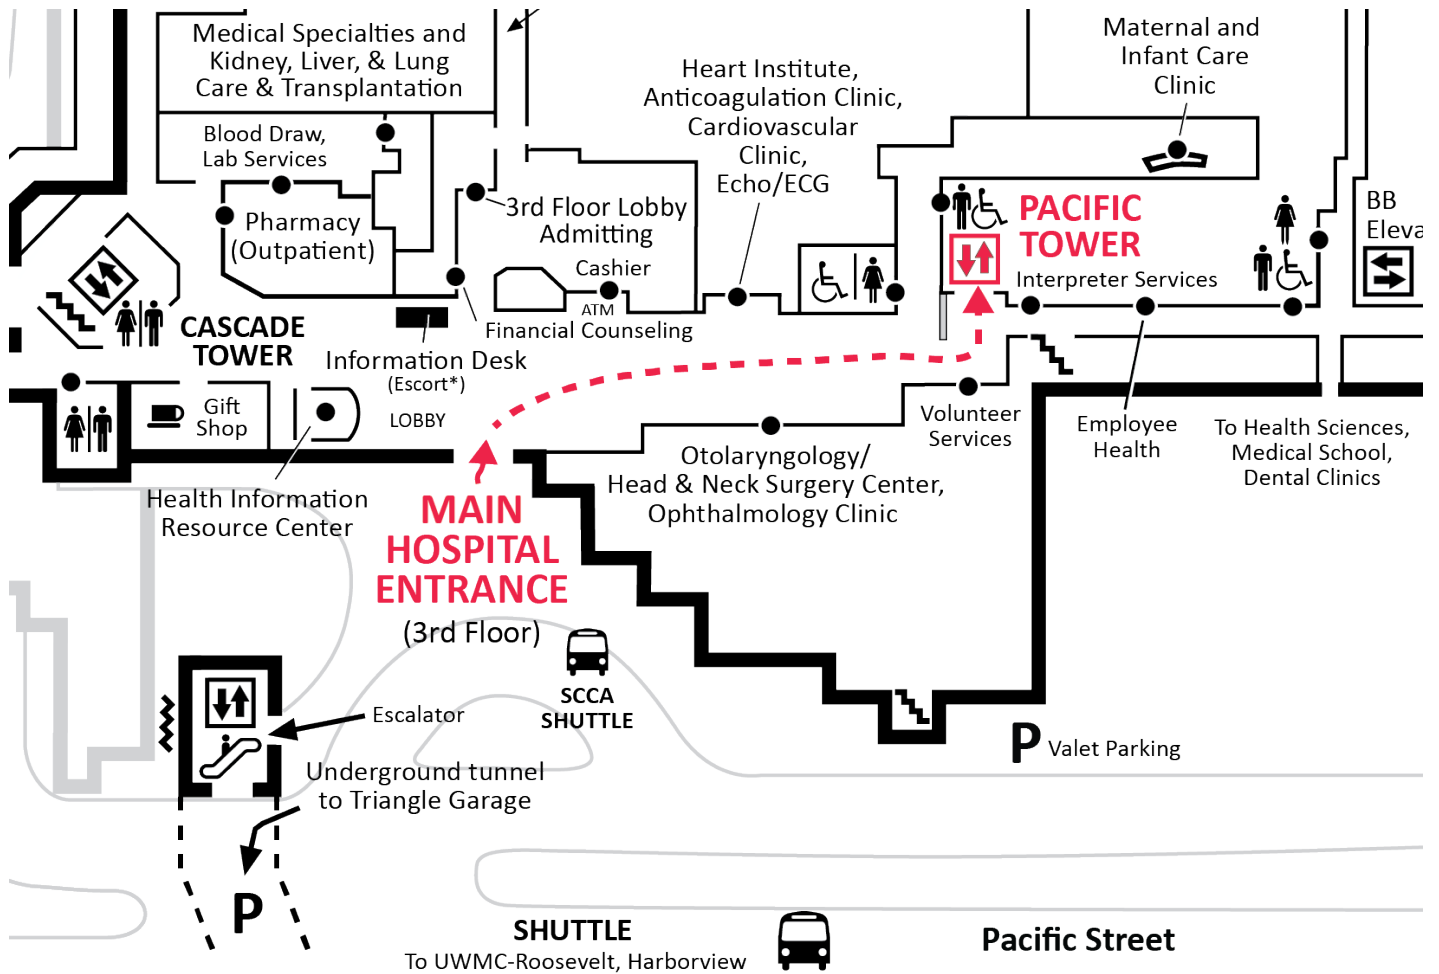 Medical Specialties and
Kidney, Liver, & Lung
Care & Transplantation
Blood Draw,
Lab Services
Pharmacy
(Outpatient)
3rd Floor Lobby
Admitting
Cashier
ATM
Financial Counseling
Heart Institute,
Anticoagulation Clinic,
Cardiovascular
Clinic,
Echo/ECG
Maternal and
Infant Care
Clinic
PACIFIC
TOWER
Interpreter Services
BB
Eleva
CASCADE
TOWER
Information Desk
(Escort*)
LOBBY
Gift
Shop
Health Information
Resource Center
MAIN
HOSPITAL
ENTRANCE
(3rd Floor)
Otolaryngology/
Head & Neck Surgery Center,
Ophthalmology Clinic
Volunteer
Services
Employee
Health
To Health Sciences,
Medical School,
Dental Clinics
SCCA
SHUTTLE
Escalator
Underground tunnel
to Triangle Garage
P
P Valet Parking
SHUTTLE
To UWMC-Roosevelt, Harborview
Pacific Street